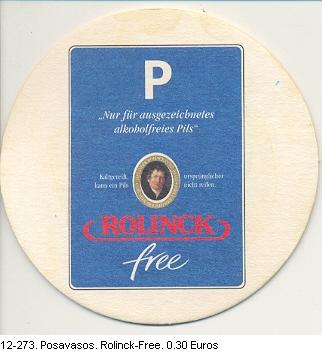 P
„Nur für ausgezeichnetes
alkoholfreies Pils“
Kaltgereift, ursprünglicher
kann ein Pils nicht reifen.
ROLINCK
free
12-273. Posavasos. Rolinck-Free. 0.30 Euros